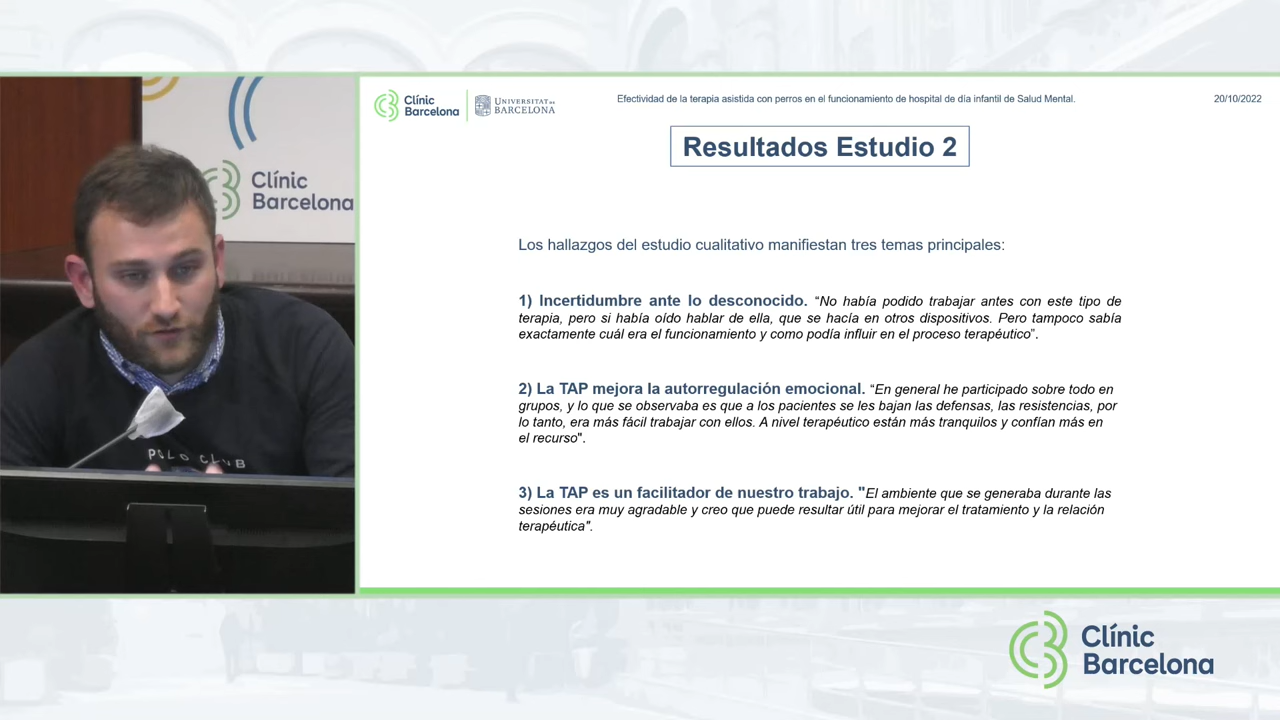 Clínic
Barcelona
POLO CLUB
Clínic
Barcelona
UNIVERSITAT DE
BARCELONA
Efectividad de la terapia asistida con perros en el funcionamiento de hospital de día infantil de Salud Mental.
20/10/2022
Resultados Estudio 2
Los hallazgos del estudio cualitativo manifiestan tres temas principales:
1) Incertidumbre ante lo desconocido. “No había podido trabajar antes con este tipo de
terapia, pero si había oído hablar de ella, que se hacía en otros dispositivos. Pero tampoco sabía
exactamente cuál era el funcionamiento y como podía influir en el proceso terapéutico”.
2) La TAP mejora la autorregulación emocional. “En general he participado sobre todo en
grupos, y lo que se observaba es que a los pacientes se les bajan las defensas, las resistencias, por
lo tanto, era más fácil trabajar con ellos. A nivel terapéutico están más tranquilos y confían más en
el recurso".
3) La TAP es un facilitador de nuestro trabajo. "El ambiente que se generaba durante las
sesiones era muy agradable y creo que puede resultar útil para mejorar el tratamiento y la relación
terapéutica".
Clínic
Barcelona